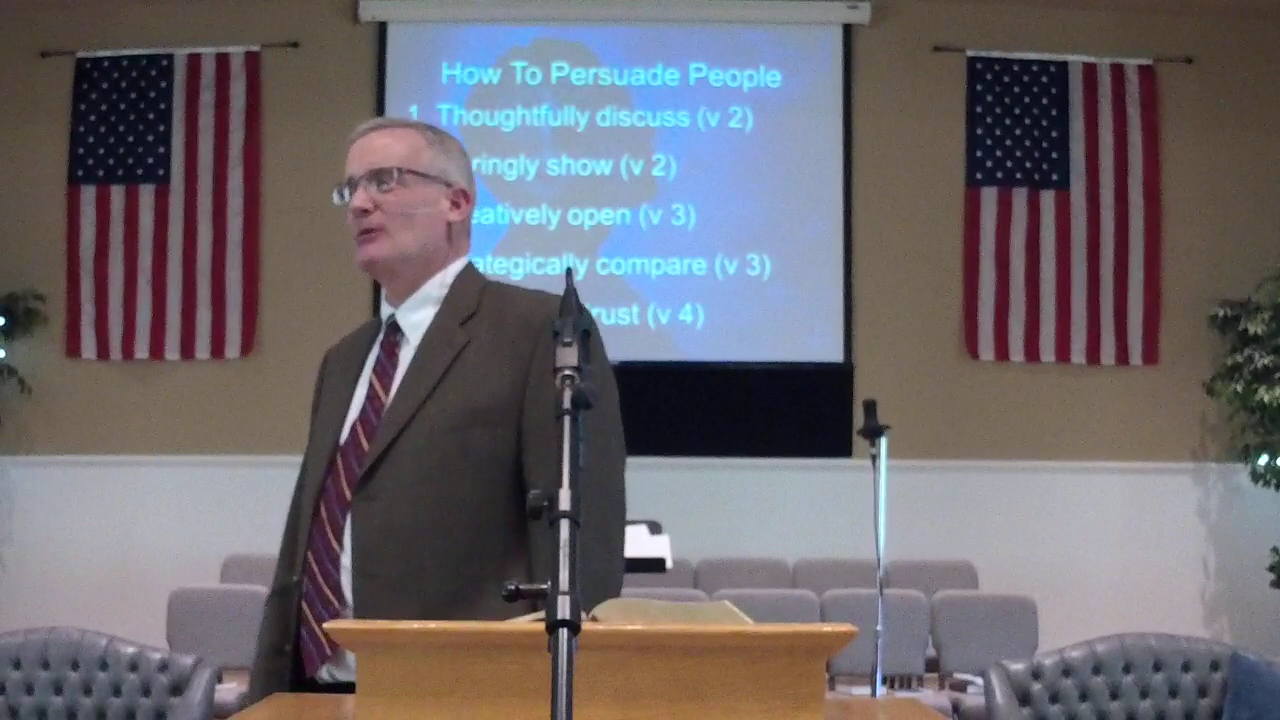 How To Persuade People
1. Thoughtfully discuss (v 2)
ringly show (v 2)
eatively open (v 3)
ategically compare (v 3)
rust (v 4)